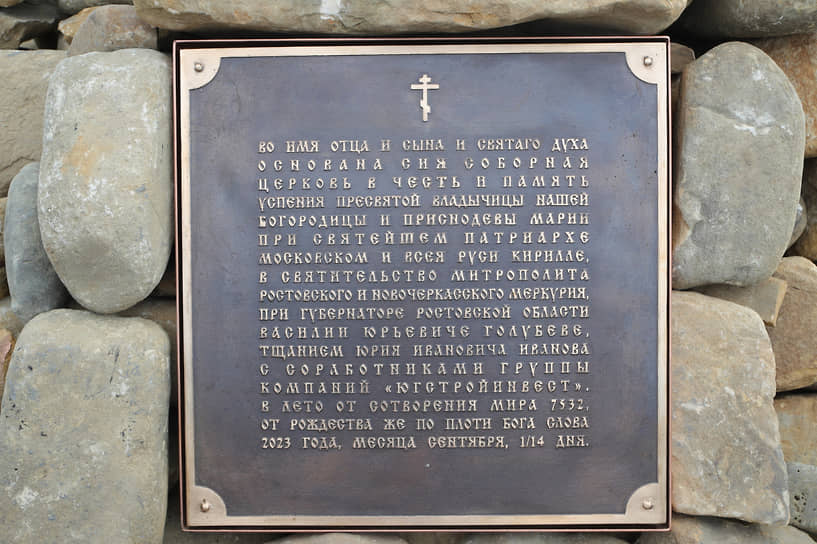 ВО ИМЯ ОТЦА И СЫНА И СВЯТАГО ДУХА
ОСНОВАНА СИЯ СОБОРНАЯ
ЦЕРКОВЬ В ЧЕСТЬ И ПАМЯТЬ
УСПЕНИЯ ПРЕСВЯТОЙ ВЛАДЫЧИЦЫ НАШЕЙ
БОГОРОДИЦЫ И ПРИСНОДЕВЫ МАРИИ
ПРИ СВЯТЕЙШЕМ ПАТРИАРХЕ
МОСКОВСКОМ И ВСЕЯ РУСИ КИРИЛЛЕ,
В СВЯТИТЕЛЬСТВО МИТРОПОЛИТА
РОСТОВСКОГО И НОВОЧЕРКАССКОГО МЕРКУРИЯ,
ПРИ ГУБЕРНАТОРЕ РОСТОВСКОЙ ОБЛАСТИ
ВАСИЛИИ ЮРЬЕВИЧЕ ГОЛУБЕВЕ,
ТЩАНИЕМ ЮРИЯ ИВАНОВИЧА ИВАНОВА
С СОРАБОТНИКАМИ ГРУППЫ
КОМПАНИЙ «ЮГСТРОЙИНВЕСТ».
В ЛЕТО ОТ СОТВОРЕНИЯ МИРА 7532,
ОТ РОЖДЕСТВА ЖЕ ПО ПЛОТИ БОГА СЛОВА
2023 ГОДА, МЕСЯЦА СЕНТЯБРЯ, 1/14 ДНЯ.